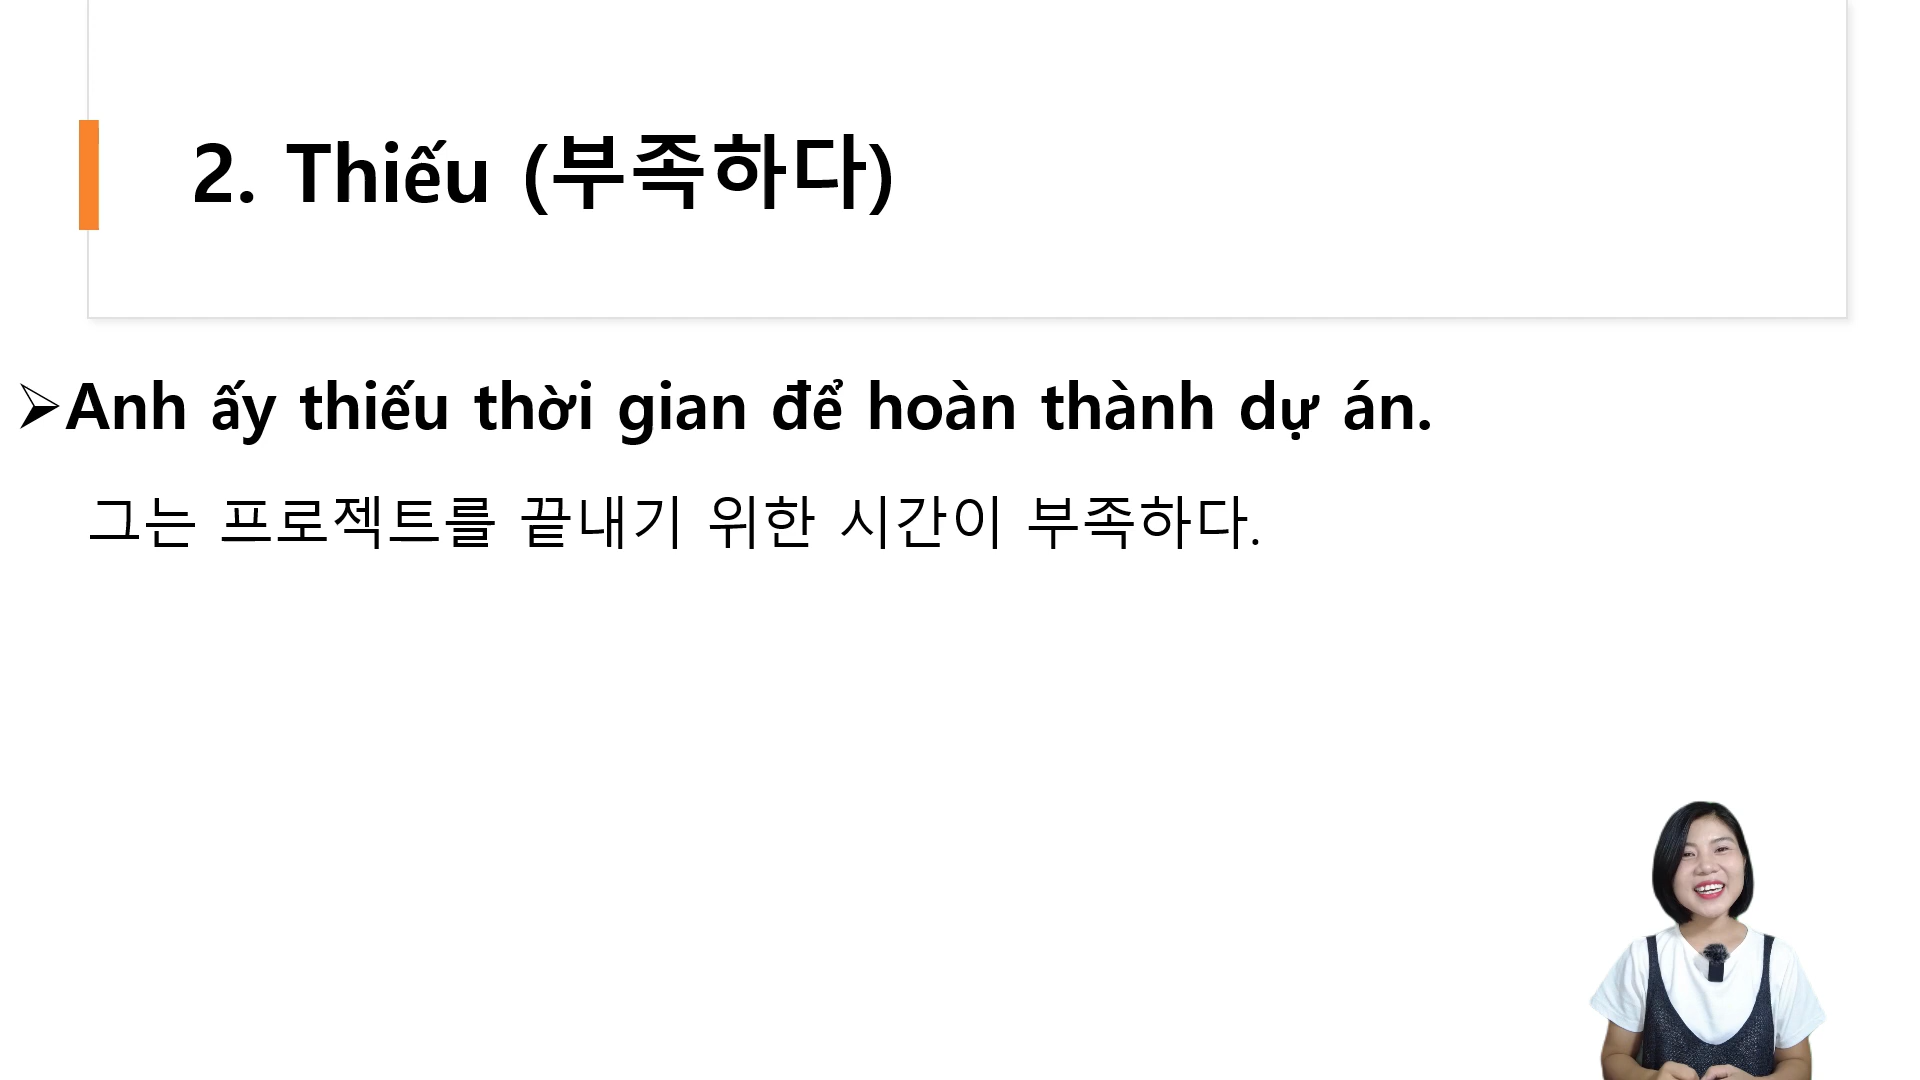 2. Thiếu (부족하다)
➢Anh ấy thiếu thời gian để hoàn thành dự án.
그는 프로젝트를 끝내기 위한 시간이 부족하다.